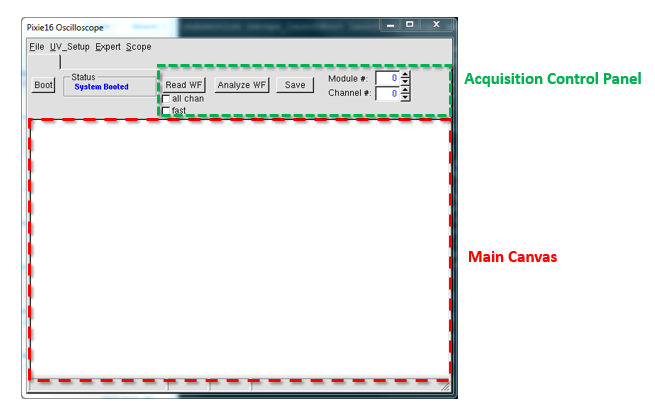 Pixie16 Oscilloscope
File UV_Setup Expert Scope
Boot
Status
System Booted
Read WF
Analyze WF
Save
Module #: 0
Channel #: 0
all chan
fast
Acquisition Control Panel
Main Canvas